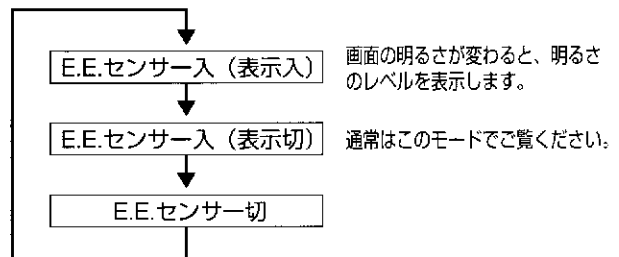 E.E.センサー入（表示入）
画面の明るさが変わると、明るさ
のレベルを表示します。
E.E.センサー入（表示切）
通常はこのモードでご覧ください。
E.E.センサー切